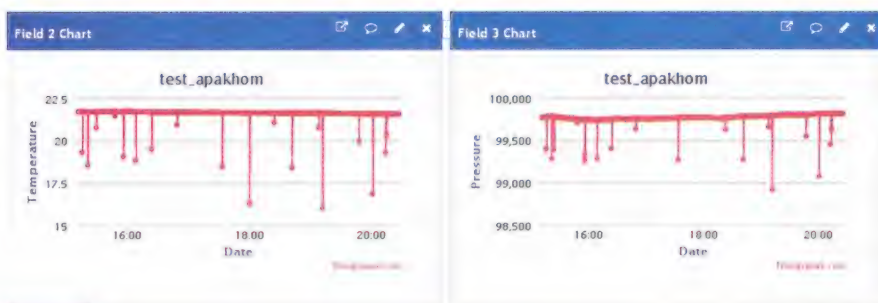 Field 2 Chart
test_apakhom
22.5
20
17.5
15
Temperature
16:00
18:00
20:00
Date
Field 3 Chart
test_apakhom
100,000
99,500
99,000
98,500
Pressure
16:00
18:00
20:00
Date